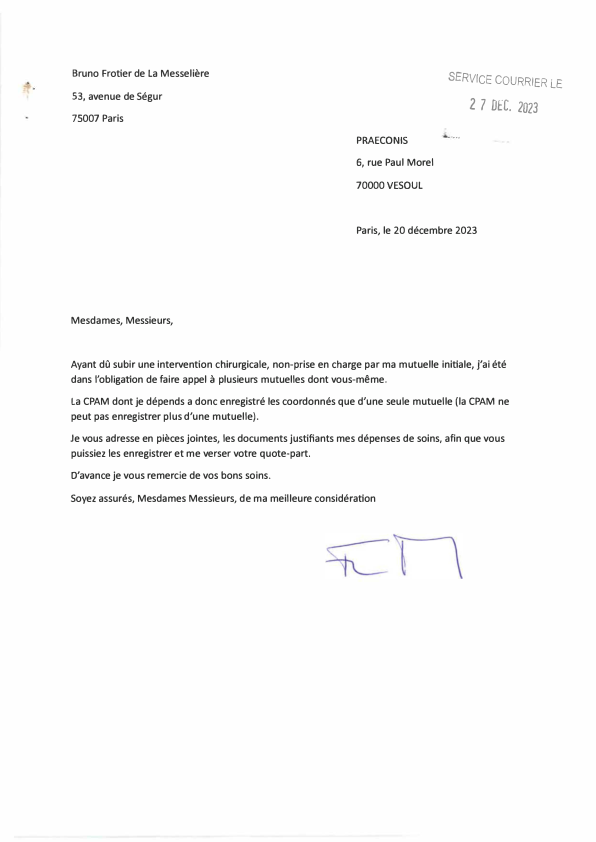 Bruno Frotier de La Messelière
53, avenue de Ségur
75007 Paris
SERVICE COURRIER LE
27 DEC. 2023
PRAECONIS
6, rue Paul Morel
70000 VESOUL
Paris, le 20 décembre 2023
Mesdames, Messieurs,
Ayant dû subir une intervention chirurgicale, non-prise en charge par ma mutuelle initiale, j'ai été
dans l'obligation de faire appel à plusieurs mutuelles dont vous-même.
La CPAM dont je dépends a donc enregistré les coordonnés que d'une seule mutuelle (la CPAM ne
peut pas enregistrer plus d'une mutuelle).
Je vous adresse en pièces jointes, les documents justifiants mes dépenses de soins, afin que vous
puissiez les enregistrer et me verser votre quote-part.
D'avance je vous remercie de vos bons soins.
Soyez assurés, Mesdames Messieurs, de ma meilleure considération